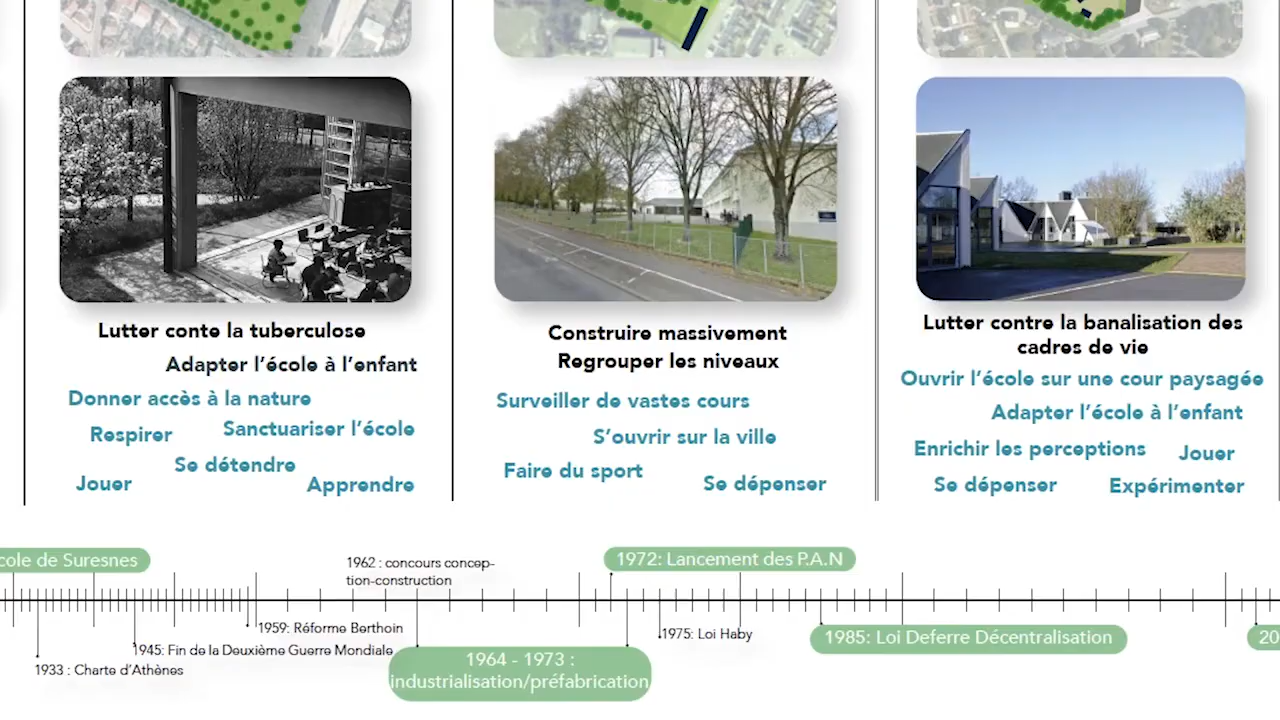 Lutter conte la tuberculose
Adapter l'école à l'enfant
Donner accès à la nature
Respirer
Sanctuariser l'école
Se détendre
Jouer
Apprendre
Construire massivement
Regrouper les niveaux
Surveiller de vastes cours
S'ouvrir sur la ville
Faire du sport
Se dépenser
Lutter contre la banalisation des
cadres de vie
Ouvrir l'école sur une cour paysagée
Adapter l'école à l'enfant
Enrichir les perceptions
Jouer
Se dépenser
Expérimenter
cole de Suresnes
1962 : concours concep-
tion-construction
1972: Lancement des P.A.N
1959: Réforme Berthoin
1945: Fin de la Deuxième Guerre Mondiale
1933 : Charte d'Athènes
1964 - 1973 :
industrialisation/préfabrication
1975: Loi Haby
1985: Loi Deferre Décentralisation
20